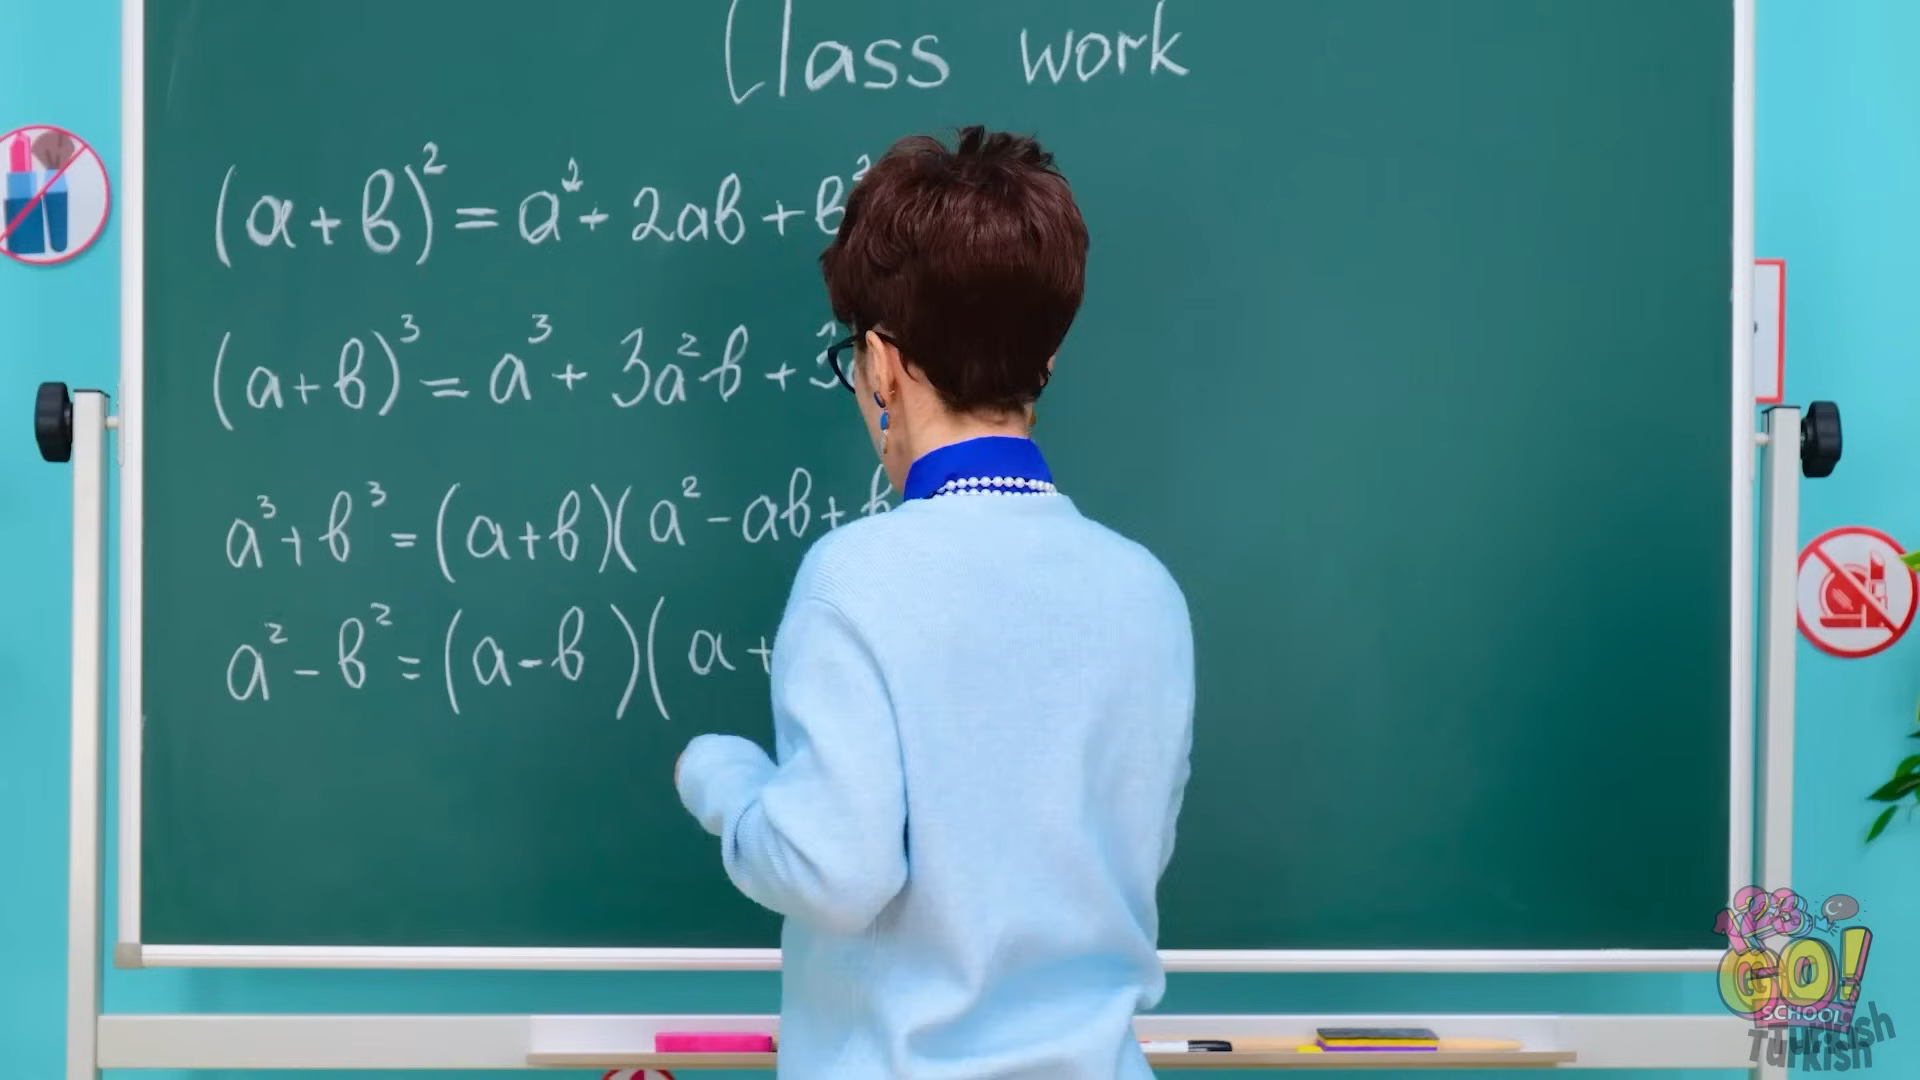 Class work
(a+b)² = a² + 2ab + b²
(a+b)³ = a³ + 3a²b + 3
a³+b³ = (a+b)(a² - ab + b
a² - b² = (a-b)(a +
123 GO!
SCHOOL
Turkish